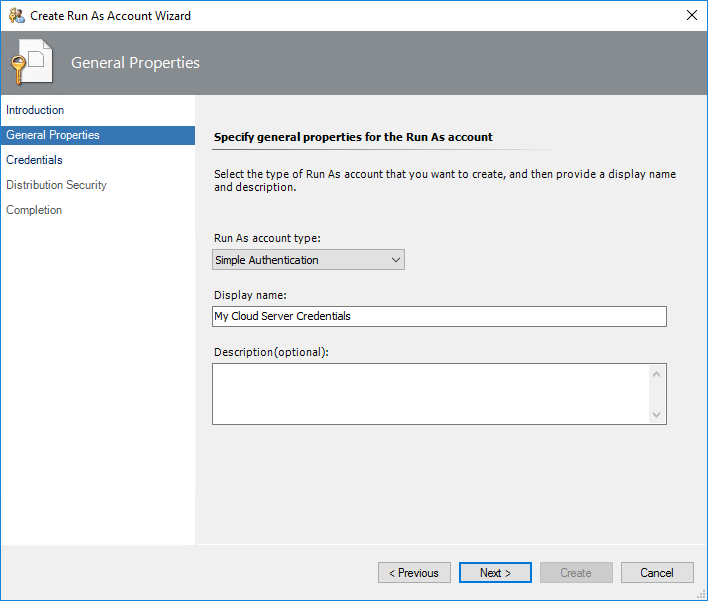 Create Run As Account Wizard
General Properties
Introduction
General Properties
Credentials
Distribution Security
Completion
Specify general properties for the Run As account
Select the type of Run As account that you want to create, and then provide a display name
and description.
Run As account type:
Simple Authentication
Display name:
My Cloud Server Credentials
Description(optional):
< Previous
Next >
Create
Cancel